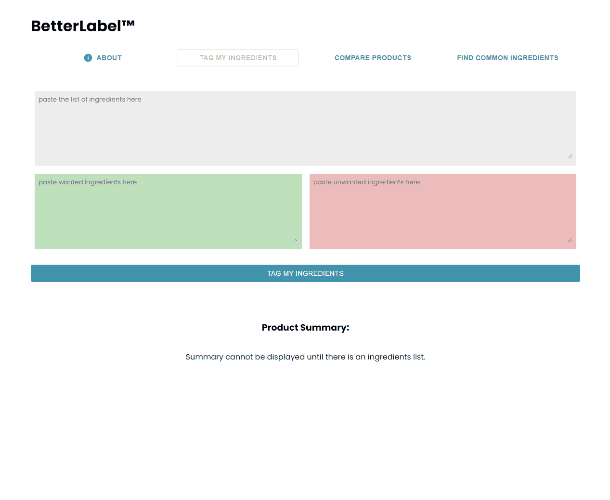 BetterLabel™
i ABOUT
TAG MY INGREDIENTS
COMPARE PRODUCTS
FIND COMMON INGREDIENTS
paste the list of ingredients here
paste wanted ingredients here
paste unwanted ingredients here
TAG MY INGREDIENTS
Product Summary:
Summary cannot be displayed until there is an ingredients list.